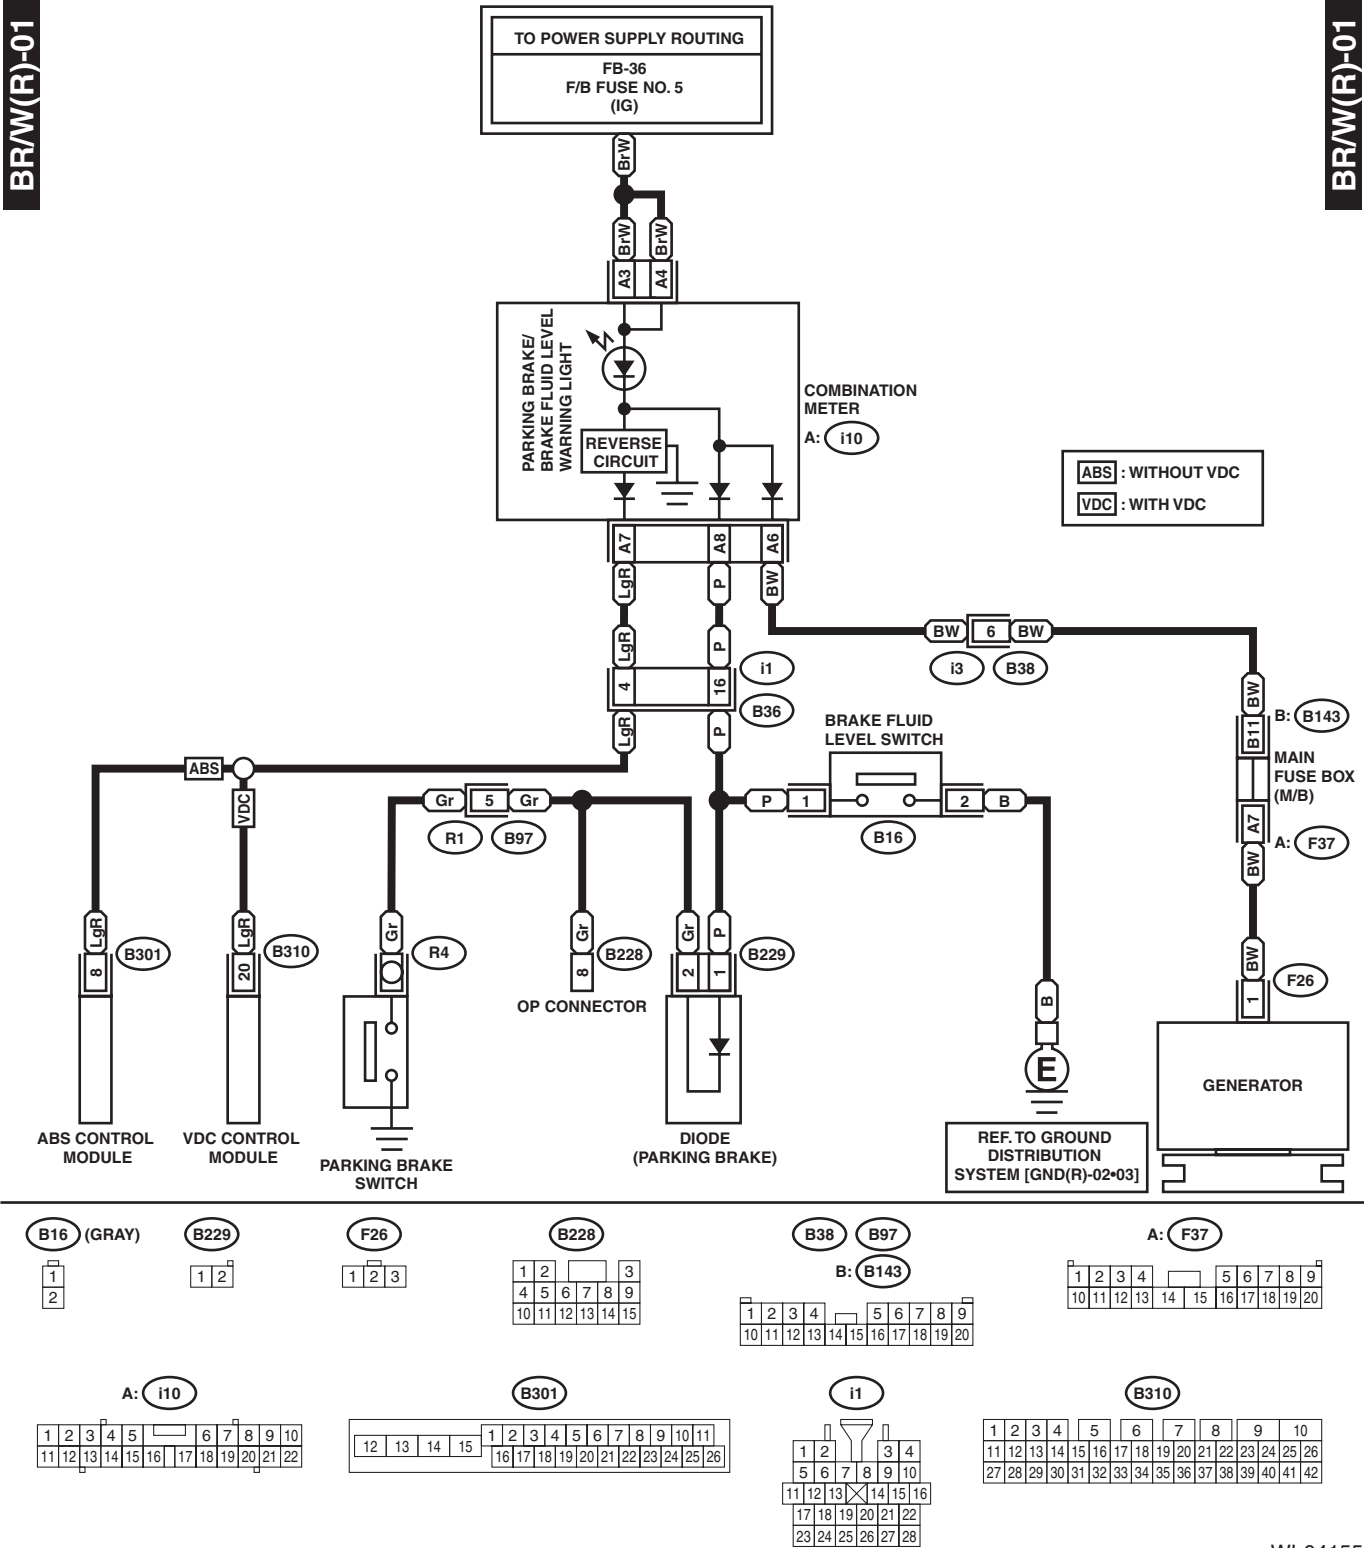 BR/W(R)-01
BR/W(R)-01
TO POWER SUPPLY ROUTING
FB-36
F/B FUSE NO. 5
(IG)
BrW
BrW
BrW
A3
A4
PARKING BRAKE/
BRAKE FLUID LEVEL
WARNING LIGHT
REVERSE
CIRCUIT
COMBINATION
METER
A: i10
ABS : WITHOUT VDC
VDC : WITH VDC
A7
A8
A6
LgR
P
BW
LgR
P
4
16
i1
B36
LgR
P
BW
6
BW
i3
B38
BW
B11
B: B143
MAIN
FUSE BOX
(M/B)
A7
A: F37
BW
BW
1
F26
GENERATOR
ABS
VDC
BRAKE FLUID
LEVEL SWITCH
P
1
2
B
B16
Gr
5
Gr
R1
B97
LgR
8
B301
LgR
20
B310
Gr
R4
Gr
8
B228
OP CONNECTOR
Gr
P
2
1
B229
B
E
ABS CONTROL
MODULE
VDC CONTROL
MODULE
PARKING BRAKE
SWITCH
DIODE
(PARKING BRAKE)
REF. TO GROUND
DISTRIBUTION
SYSTEM [GND(R)-02•03]
B16 (GRAY)
1
2
B229
1 2
F26
1 2 3
B228
1 2 3
4 5 6 7 8 9
10 11 12 13 14 15
B38 B97
B: B143
1 2 3 4 5 6 7 8 9
10 11 12 13 14 15 16 17 18 19 20
A: F37
1 2 3 4 5 6 7 8 9
10 11 12 13 14 15 16 17 18 19 20
A: i10
1 2 3 4 5 6 7 8 9 10
11 12 13 14 15 16 17 18 19 20 21 22
B301
1 2 3 4 5 6 7 8 9 10 11
12 13 14 15
16 17 18 19 20 21 22 23 24 25 26
i1
1 2 3 4
5 6 7 8 9 10
11 12 13 14 15 16
17 18 19 20 21 22
23 24 25 26 27 28
B310
1 2 3 4 5 6 7 8 9 10
11 12 13 14 15 16 17 18 19 20 21 22 23 24 25 26
27 28 29 30 31 32 33 34 35 36 37 38 39 40 41 42